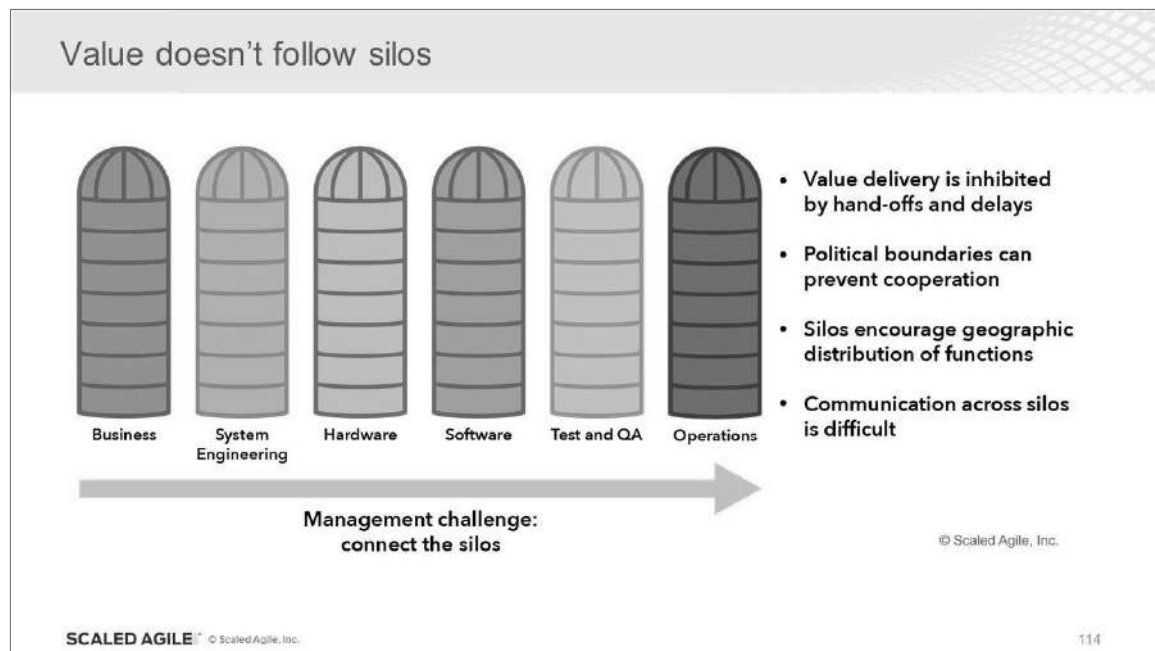 Value doesn't follow silos
• Value delivery is inhibited
by hand-offs and delays
• Political boundaries can
prevent cooperation
• Silos encourage geographic
distribution of functions
• Communication across silos
is difficult
Business
System
Engineering
Hardware
Software
Test and QA
Operations
Management challenge:
connect the silos
© Scaled Agile, Inc.
SCALED AGILE © Scaled Agile, Inc.
114